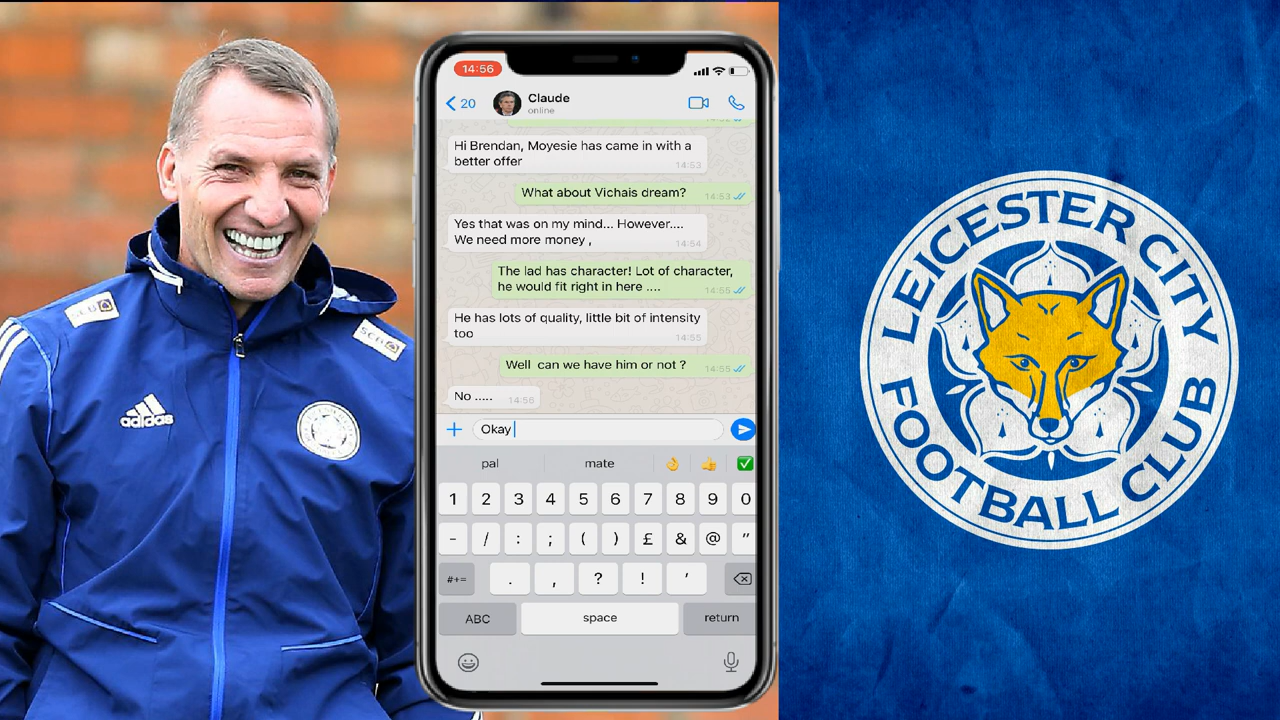 14:56
20
Claude
online
14:52
Hi Brendan, Moyesie has came in with a
better offer
14:53
What about Vichais dream?
14:53
Yes that was on my mind... However....
We need more money ,
14:54
The lad has character! Lot of character,
he would fit right in here ....
14:55
He has lots of quality, little bit of intensity
too
14:55
Well can we have him or not ?
14:55
No .....
14:56
Okay
pal mate
1 2 3 4 5 6 7 8 9 0
- / : ; ( ) £ & @ "
#+= . , ? ! '
ABC space return
adidas
LEICESTER CITY
FOOTBALL CLUB